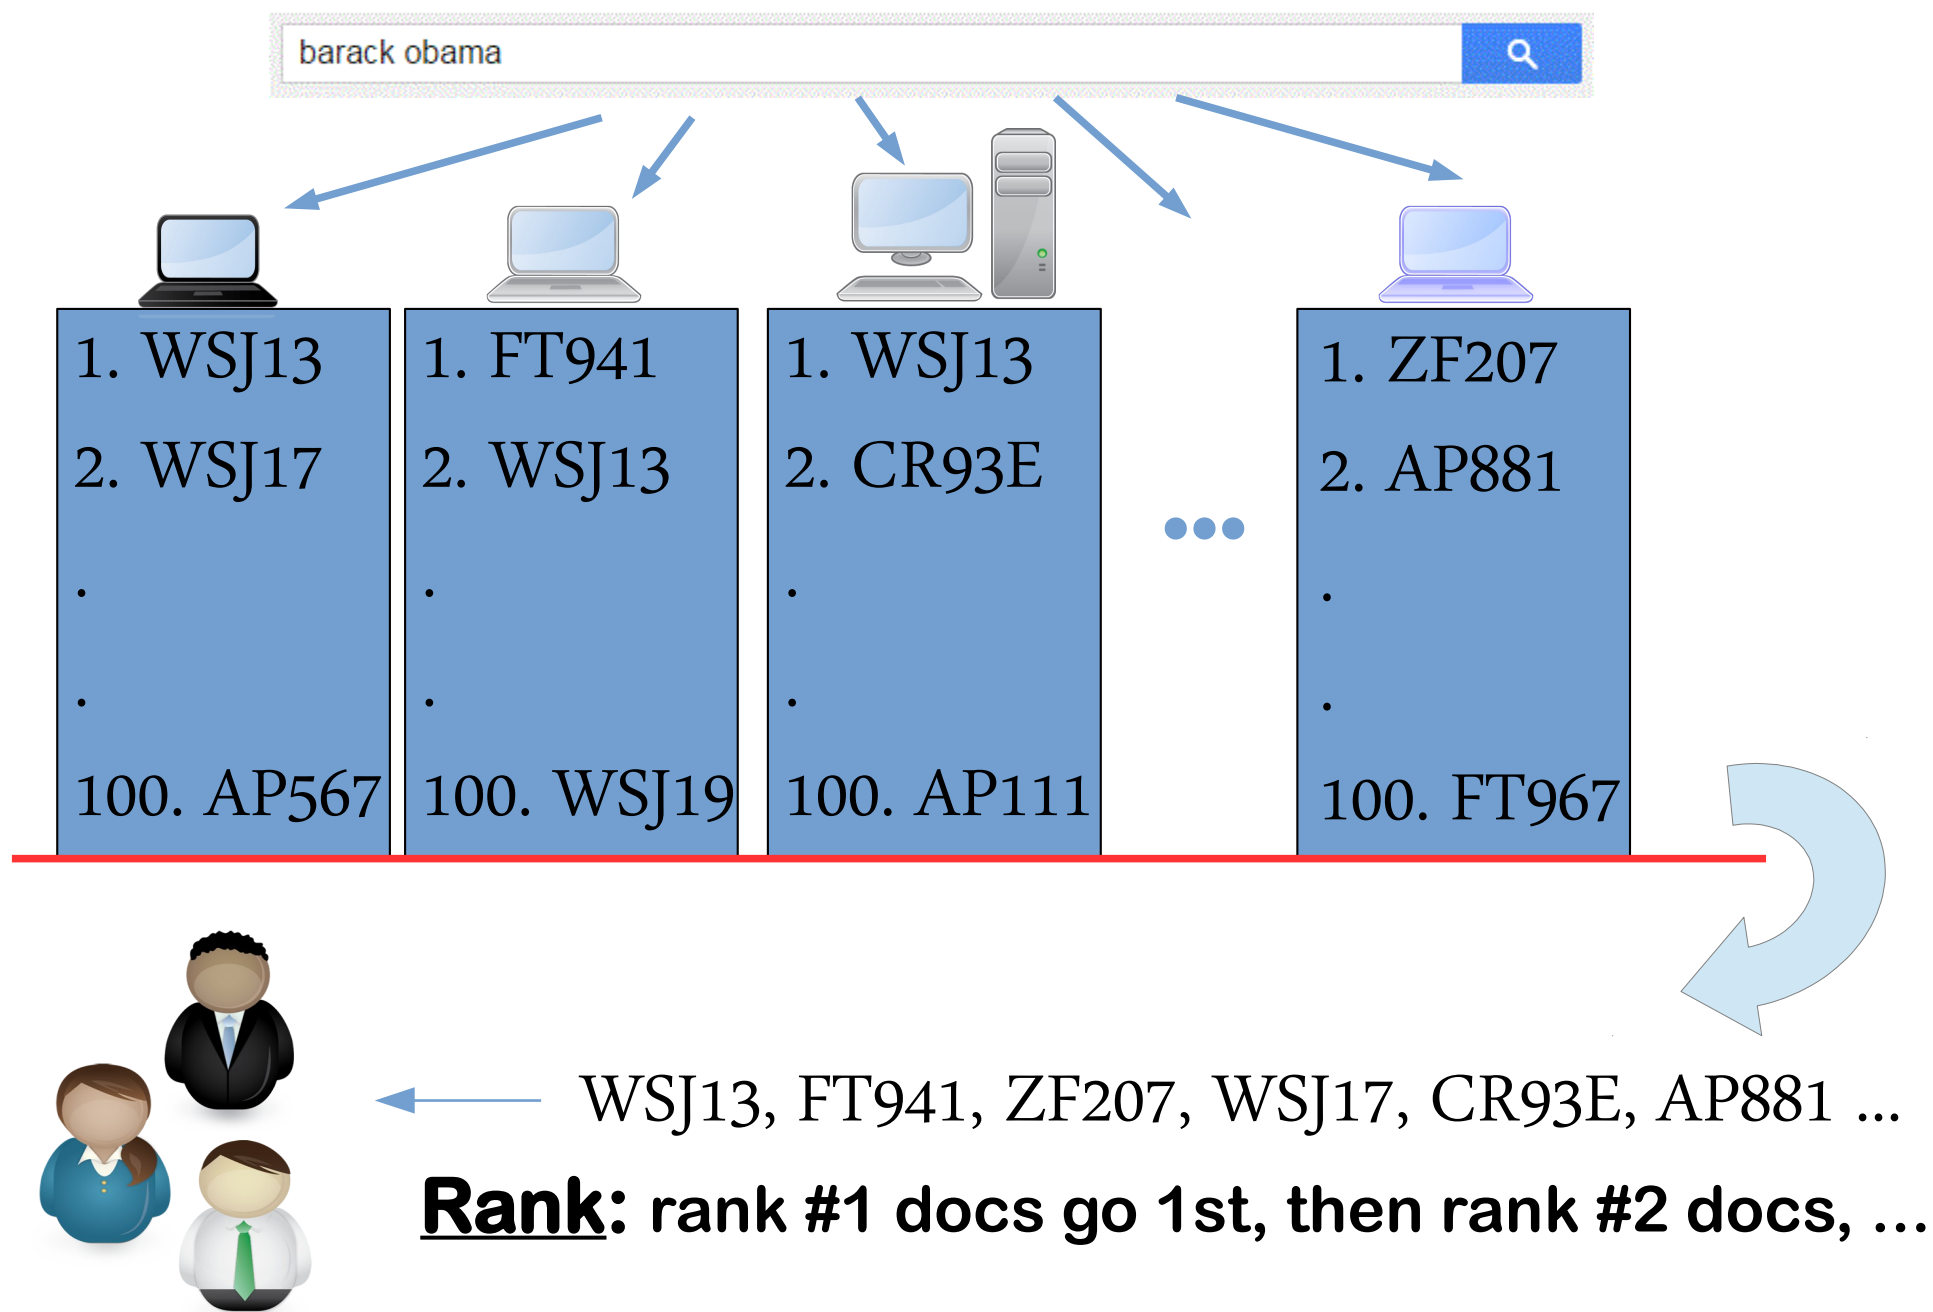 barack obama
1. WSJ13
2. WSJ17
.
.
100. AP567
1. FT941
2. WSJ13
.
.
100. WSJ19
1. WSJ13
2. CR93E
.
.
100. AP111
...
1. ZF207
2. AP881
.
.
100. FT967
WSJ13, FT941, ZF207, WSJ17, CR93E, AP881 ...
Rank: rank #1 docs go 1st, then rank #2 docs, ...